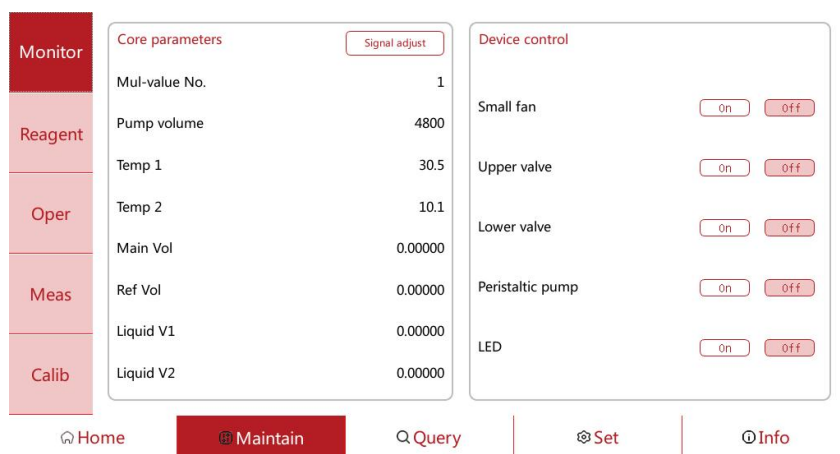 Monitor
Reagent
Oper
Meas
Calib
Core parameters Signal adjust
Mul-value No. 1
Pump volume 4800
Temp 1 30.5
Temp 2 10.1
Main Vol 0.00000
Ref Vol 0.00000
Liquid V1 0.00000
Liquid V2 0.00000
Device control
Small fan On Off
Upper valve On Off
Lower valve On Off
Peristaltic pump On Off
LED On Off
Home Maintain Query Set Info